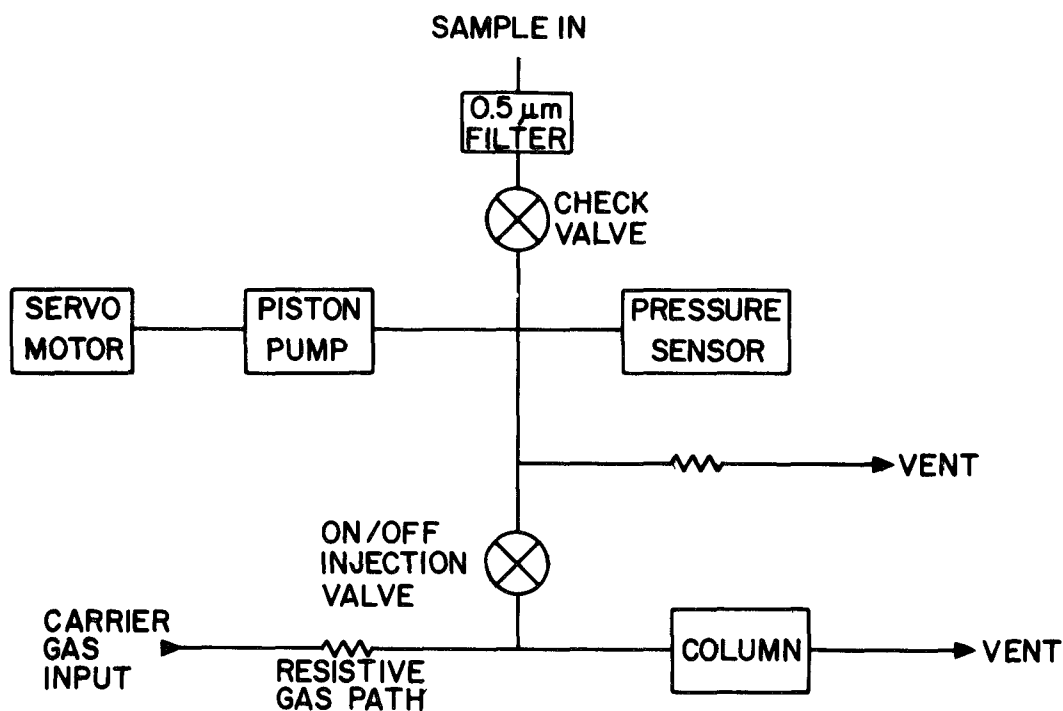 SAMPLE IN
0.5 μm
FILTER
CHECK
VALVE
SERVO
MOTOR
PISTON
PUMP
PRESSURE
SENSOR
VENT
ON/OFF
INJECTION
VALVE
CARRIER
GAS
INPUT
RESISTIVE
GAS PATH
COLUMN
VENT